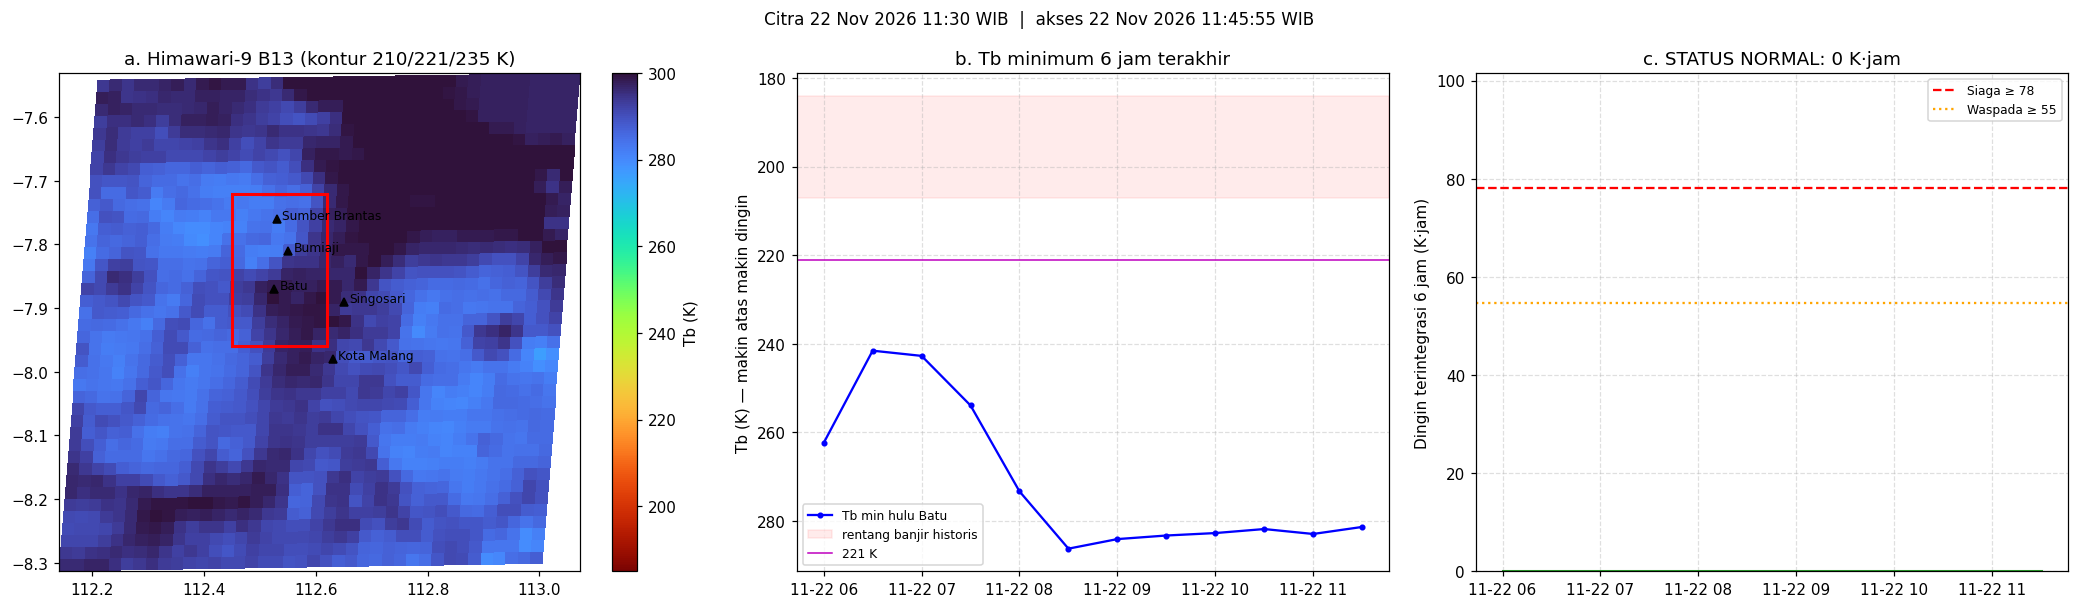 Citra 22 Nov 2026 11:30 WIB | akses 22 Nov 2026 11:45:55 WIB
a. Himawari-9 B13 (kontur 210/221/235 K)
−7.6
−7.7
−7.8
−7.9
−8.0
−8.1
−8.2
−8.3
112.2
112.4
112.6
112.8
113.0
Sumber Brantas
Bumiaji
Batu
Singosari
Kota Malang
300
280
260
240
220
200
Tb (K)
b. Tb minimum 6 jam terakhir
Tb (K) — makin atas makin dingin
180
200
220
240
260
280
Tb min hulu Batu
rentang banjir historis
221 K
11-22 06
11-22 07
11-22 08
11-22 09
11-22 10
11-22 11
c. STATUS NORMAL: 0 K·jam
Dingin terintegrasi 6 jam (K·jam)
100
80
60
40
20
0
Siaga ≥ 78
Waspada ≥ 55
11-22 06
11-22 07
11-22 08
11-22 09
11-22 10
11-22 11